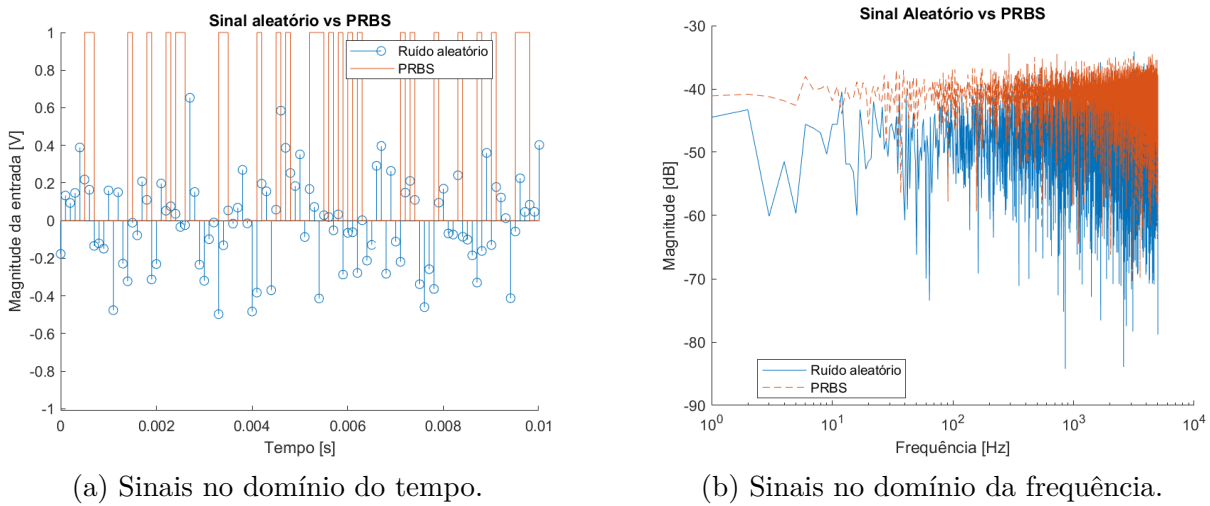 Sinal aleatório vs PRBS
Magnitude da entrada [V]
1
0.8
0.6
0.4
0.2
0
-0.2
-0.4
-0.6
-0.8
-1
Ruído aleatório
PRBS
0
0.002
0.004
0.006
0.008
0.01
Tempo [s]
(a) Sinais no domínio do tempo.
Sinal Aleatório vs PRBS
Magnitude [dB]
-30
-40
-50
-60
-70
-80
-90
Ruído aleatório
PRBS
10^0
10^1
10^2
10^3
10^4
Frequência [Hz]
(b) Sinais no domínio da frequência.